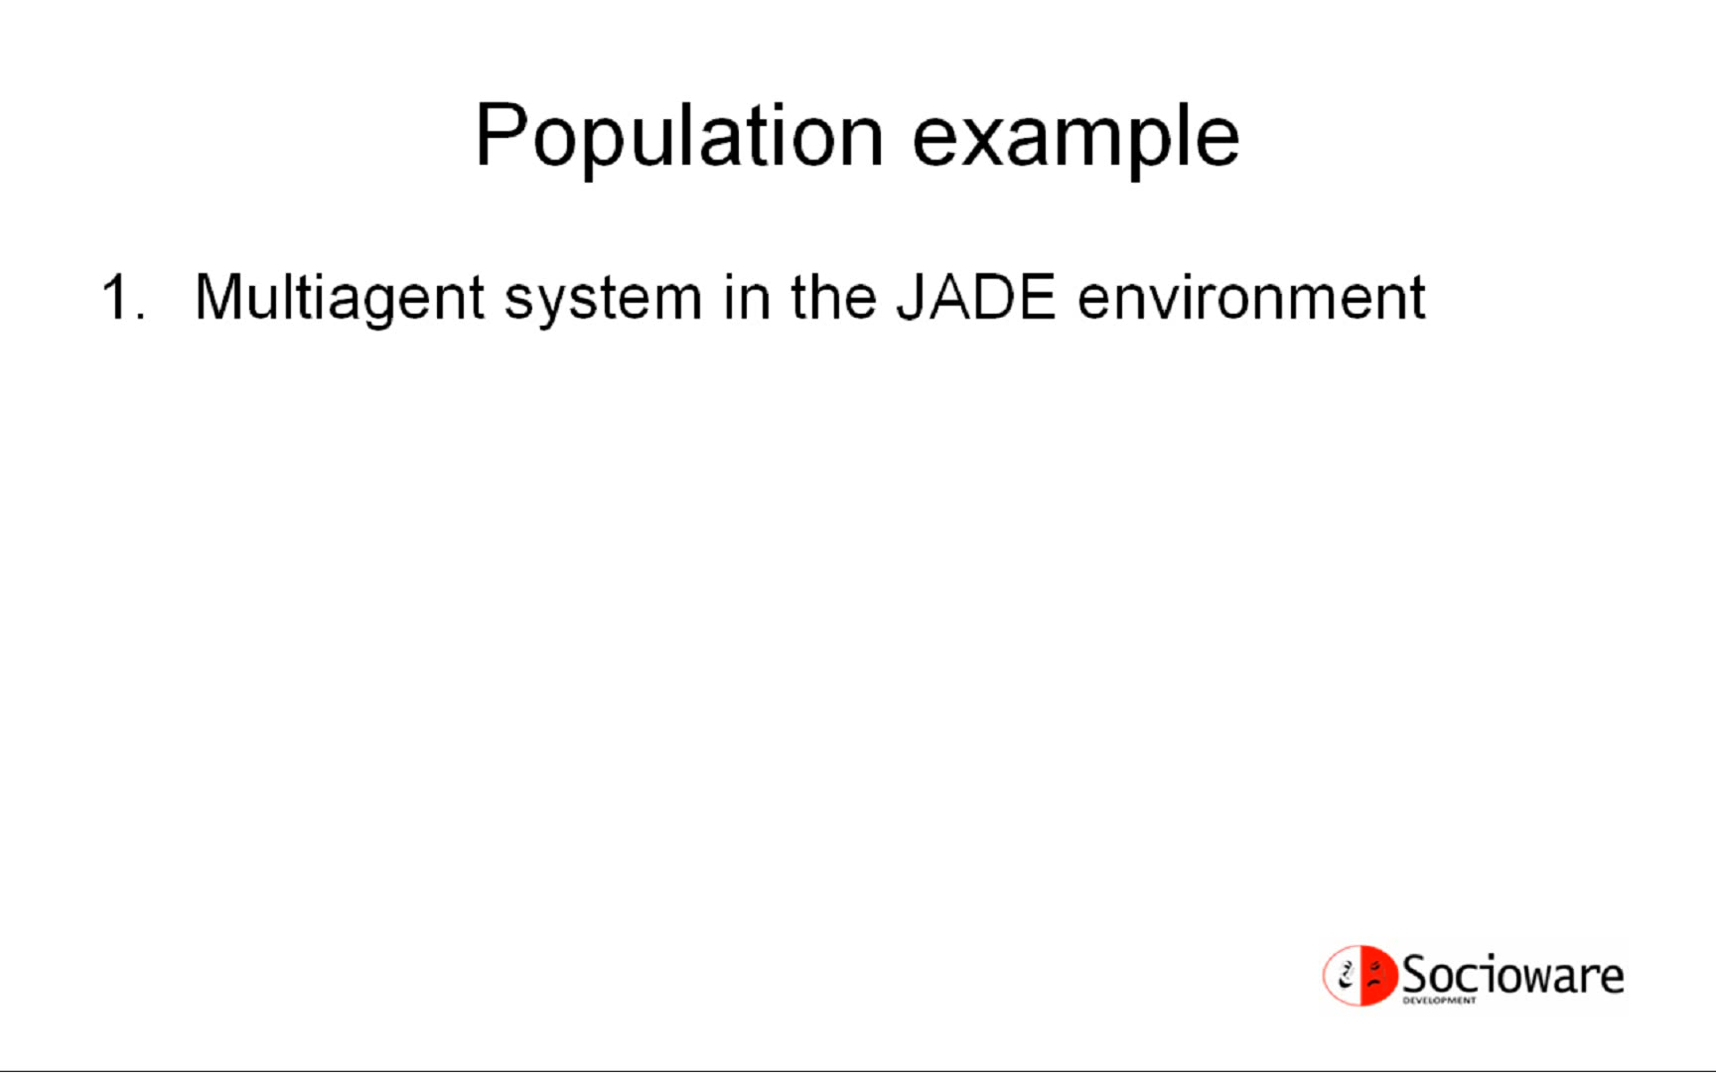 Population example
1. Multiagent system in the JADE environment
Socioware
DEVELOPMENT